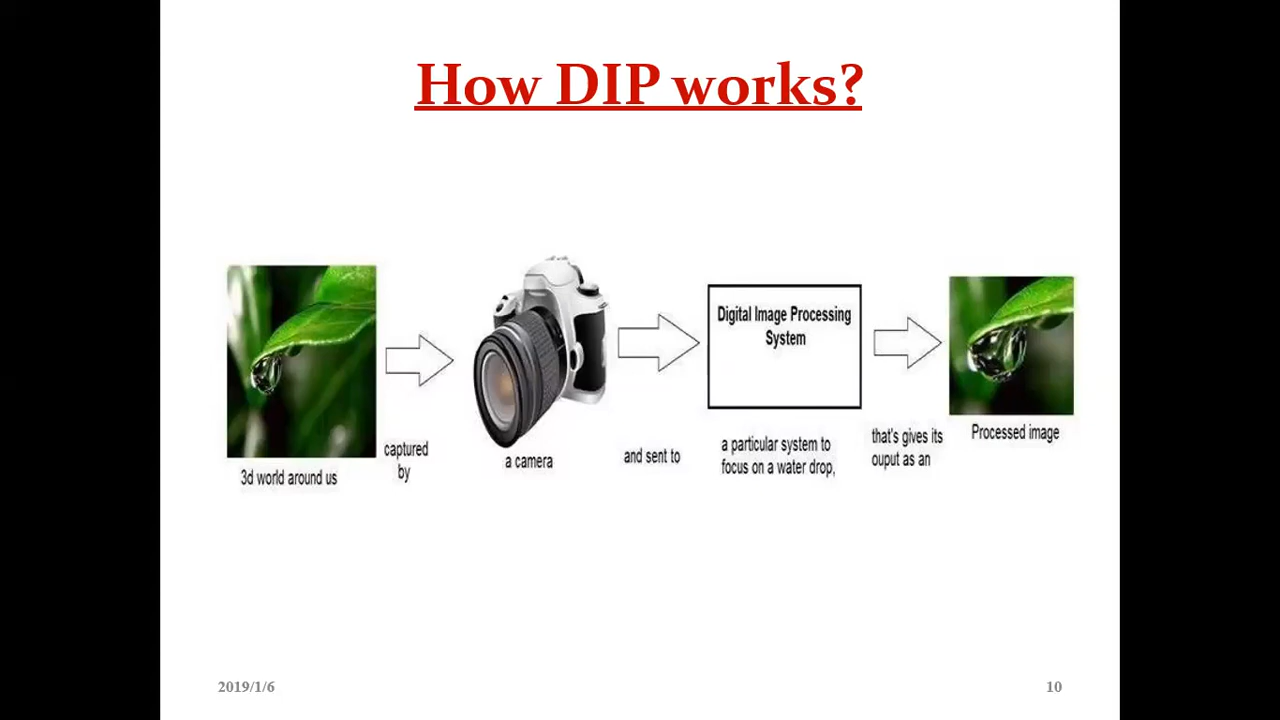 How DIP works?
Digital Image Processing
System
3d world around us
captured
by
a camera
and sent to
a particular system to
focus on a water drop,
that's gives its
ouput as an
Processed image
2019/1/6
10